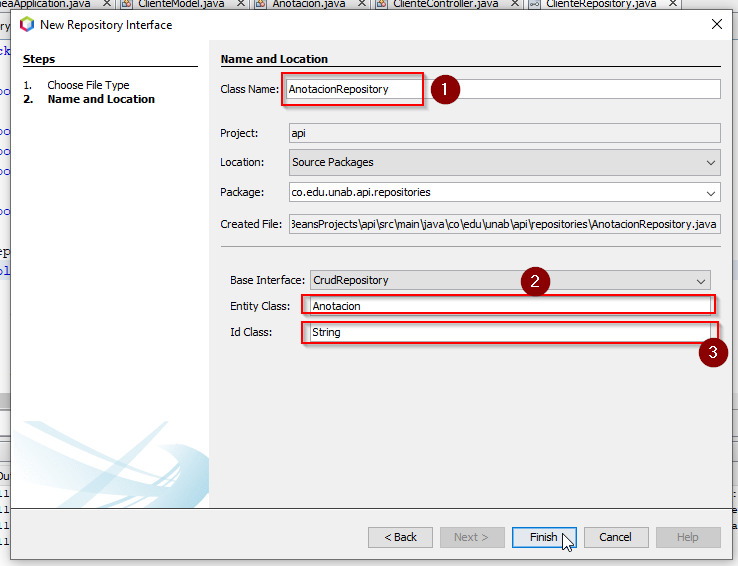 neaApplication.java
ClienteModel.java
Anotacion.java
ClienteController.java
ClienteRepository.java
New Repository Interface
Steps
1. Choose File Type
2. Name and Location
Name and Location
Class Name: AnotacionRepository
1
Project: api
Location: Source Packages
Package: co.edu.unab.api.repositories
Created File: BeansProjects\api\src\main\java\co\edu\unab\api\repositories\AnotacionRepository.java
Base Interface: CrudRepository
2
Entity Class: Anotacion
Id Class: String
3
< Back
Next >
Finish
Cancel
Help